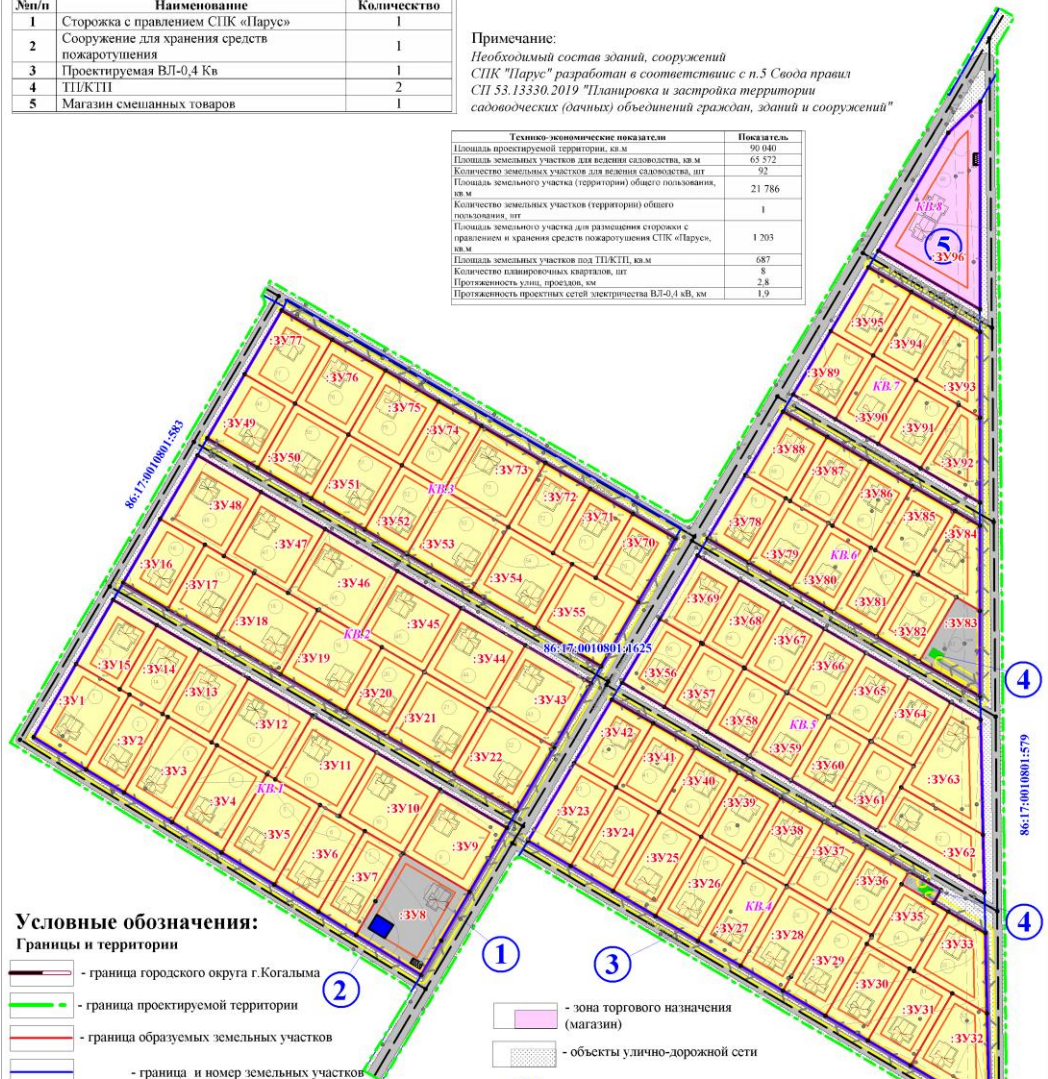 №п/п Наименование Количекство
1 Сторожка с правлением СПК «Парус» 1
2 Сооружение для хранения средств
пожаротушения 1
3 Проектируемая ВЛ-0,4 Кв 1
4 ТП/КТП 2
5 Магазин смешанных товаров 1
Примечание:
Необходимый состав зданий, сооружений
СПК "Парус" разработан в соответствиис с п.5 Свода правил
СП 53.13330.2019 "Планировка и застройка территории
садоводческих (дачных) объединений граждан, зданий и сооружений"
Технико-экономические показатели Показатель
Площадь проектируемой территории, кв.м 90 040
Площадь земельных участков для ведения садоводства, кв.м 65 572
Количество земельных участков для ведения садоводства, шт 92
Площадь земельного участка (территории) общего пользования,
кв.м 21 786
Количество земельных участков (территории) общего
пользования, шт 1
Площадь земельного участка для размещения сторожки с
правлением и хранения средств пожаротушения СПК «Парус»,
кв.м 1 203
Площадь земельных участков под ТП/КТП, кв.м 687
Количество планировочных кварталов, шт 8
Протяженность улиц, проездов, км 2,8
Протяженность проектных сетей электричества ВЛ-0,4 кВ, км 1,9
КВ.8
5
:ЗУ96
:ЗУ95
:ЗУ94
:ЗУ93
:ЗУ89
КВ.7
:ЗУ90
:ЗУ91
:ЗУ92
:ЗУ88
:ЗУ87
:ЗУ86
:ЗУ85
:ЗУ84
:ЗУ78
:ЗУ79
КВ.6
:ЗУ80
:ЗУ81
:ЗУ82
:ЗУ83
4
:ЗУ77
:ЗУ76
:ЗУ75
:ЗУ74
:ЗУ73
:ЗУ72
:ЗУ71
:ЗУ70
:ЗУ49
:ЗУ50
:ЗУ51
КВ.3
:ЗУ52
:ЗУ53
:ЗУ54
:ЗУ55
86:17:0010801:583
86:17:0010801:1625
:ЗУ48
:ЗУ47
:ЗУ46
:ЗУ45
:ЗУ44
:ЗУ43
:ЗУ16
:ЗУ17
:ЗУ18
КВ.2
:ЗУ19
:ЗУ20
:ЗУ21
:ЗУ22
:ЗУ69
:ЗУ68
:ЗУ67
:ЗУ66
:ЗУ65
:ЗУ64
:ЗУ63
:ЗУ56
:ЗУ57
:ЗУ58
КВ.5
:ЗУ59
:ЗУ60
:ЗУ61
:ЗУ62
86:17:0010801:579
:ЗУ15
:ЗУ14
:ЗУ13
:ЗУ12
:ЗУ11
:ЗУ10
:ЗУ9
:ЗУ1
:ЗУ2
:ЗУ3
:ЗУ4
КВ.1
:ЗУ5
:ЗУ6
:ЗУ7
:ЗУ8
:ЗУ42
:ЗУ41
:ЗУ40
:ЗУ39
:ЗУ38
:ЗУ37
:ЗУ36
:ЗУ35
:ЗУ33
:ЗУ23
:ЗУ24
:ЗУ25
:ЗУ26
КВ.4
:ЗУ27
:ЗУ28
:ЗУ29
:ЗУ30
:ЗУ31
:ЗУ32
4
1
2
3
Условные обозначения:
Границы и территории
- граница городского округа г.Когалыма
- граница проектируемой территории
- граница образуемых земельных участков
- граница и номер земельных участков
- зона торгового назначения
(магазин)
- объекты улично-дорожной сети